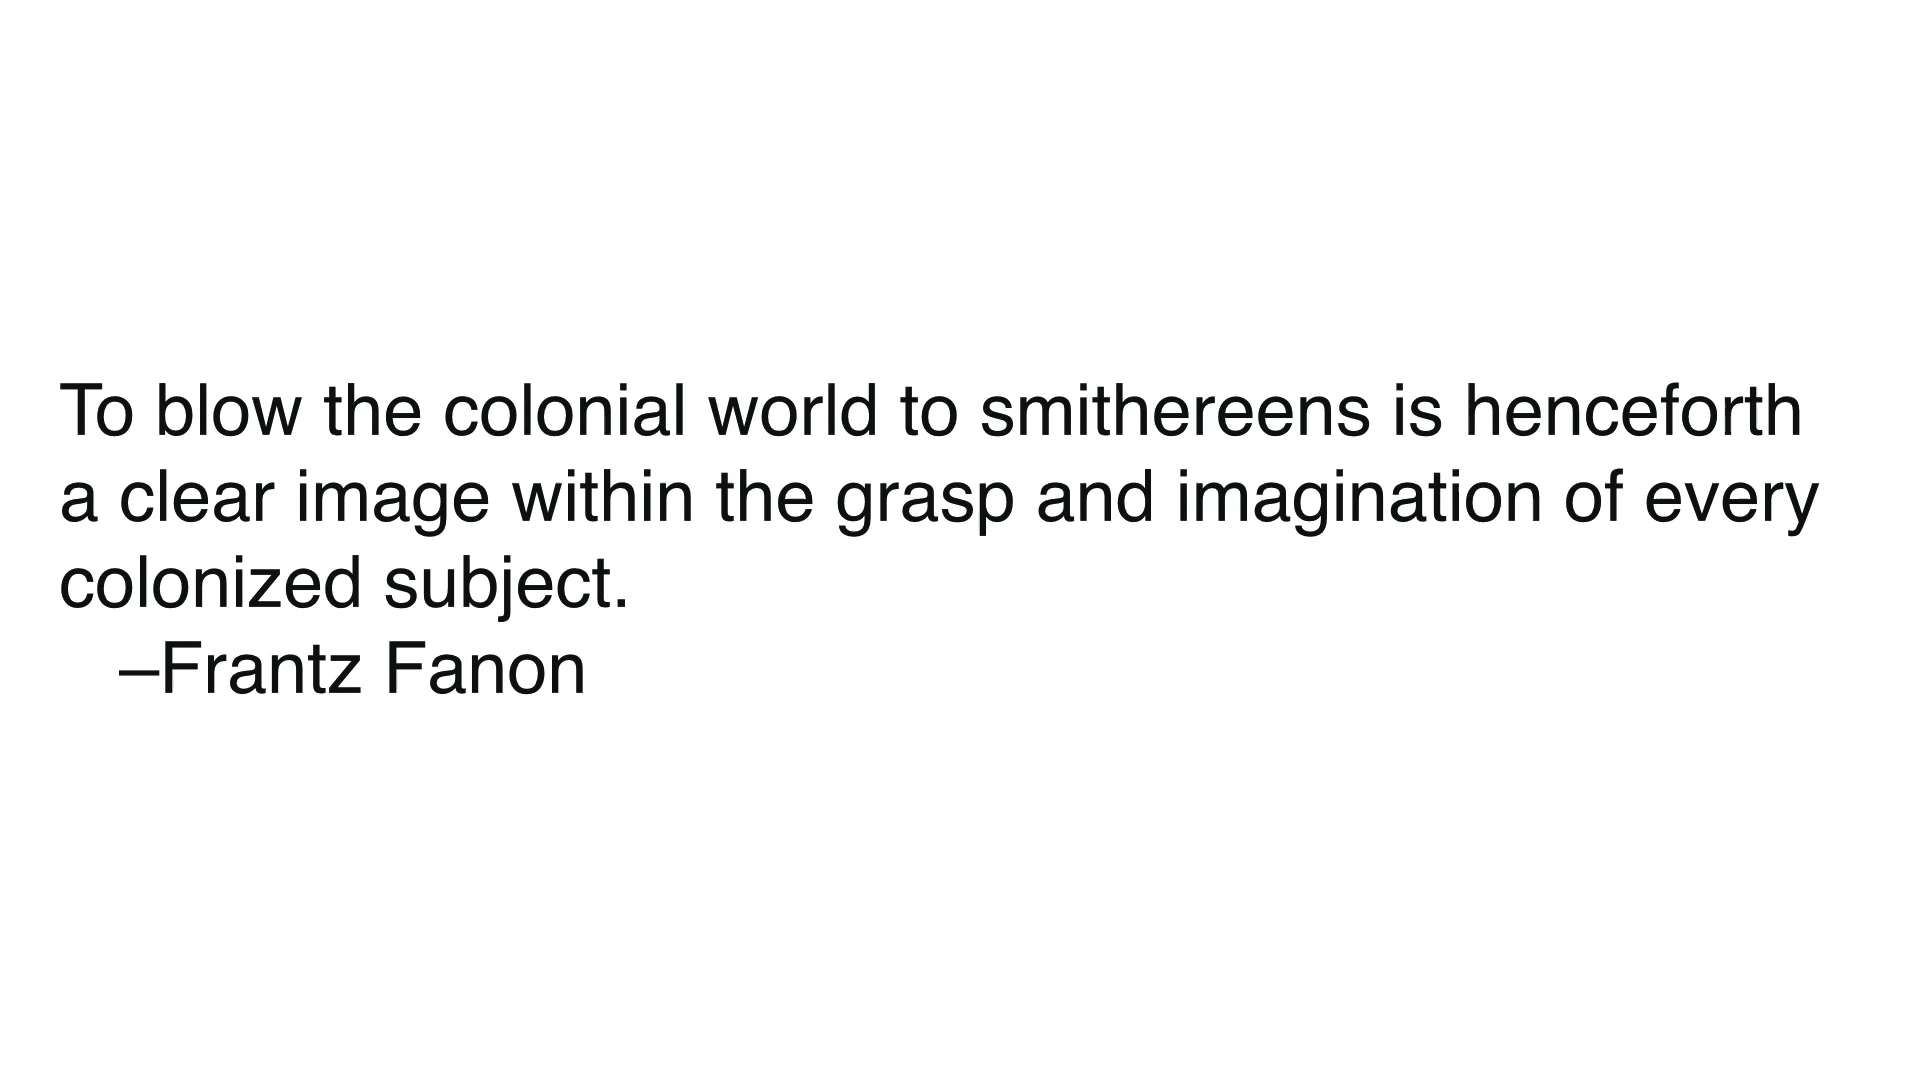 To blow the colonial world to smithereens is henceforth
a clear image within the grasp and imagination of every
colonized subject.
–Frantz Fanon